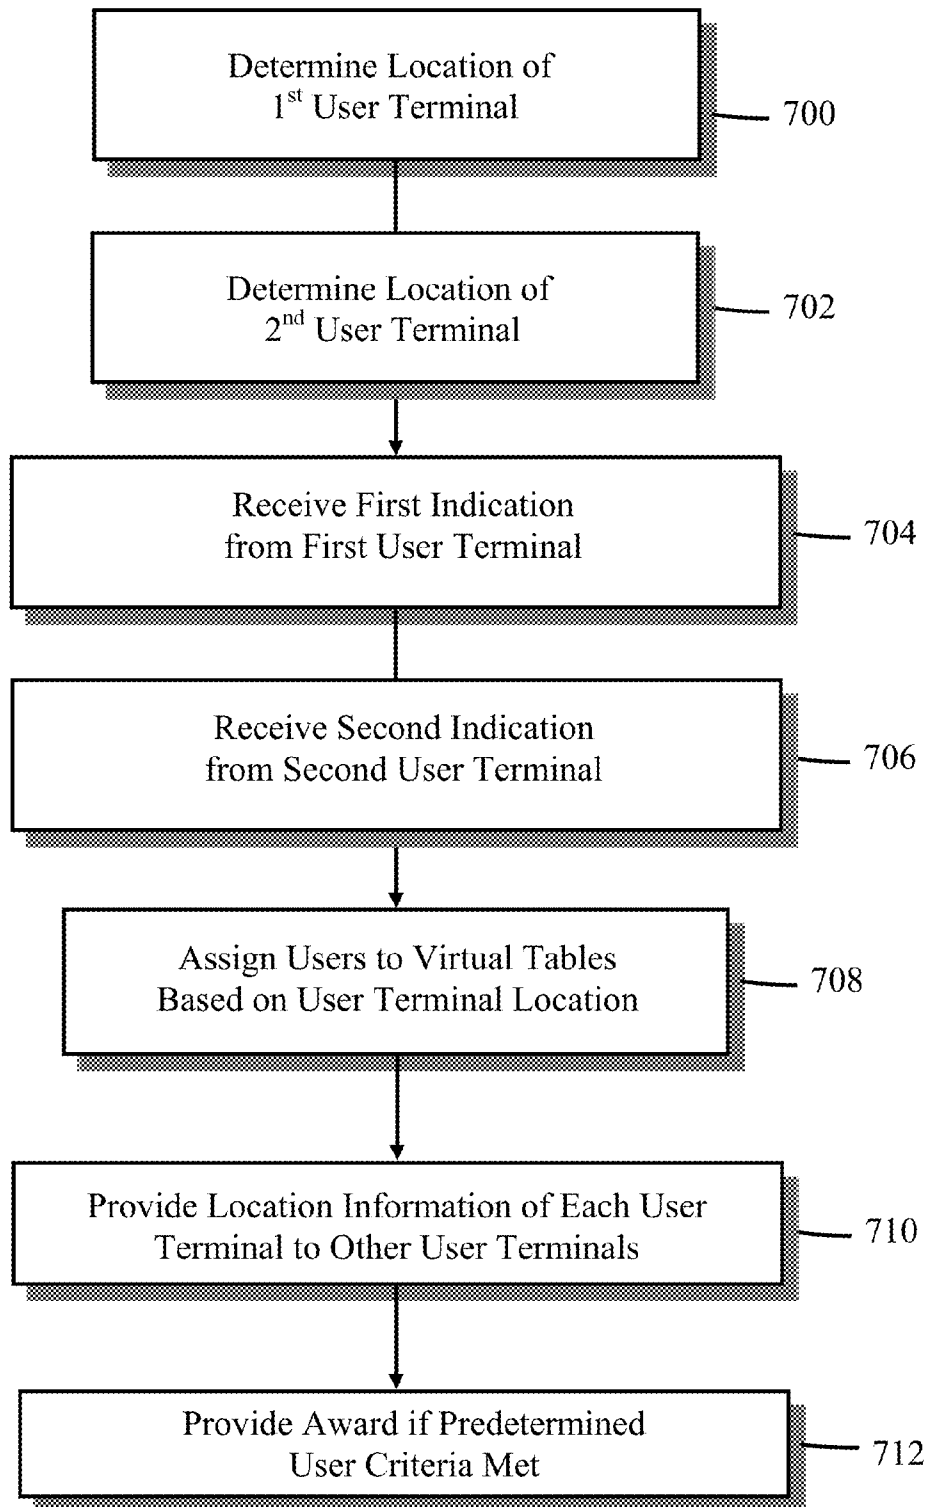 Determine Location of
1st User Terminal
700
Determine Location of
2nd User Terminal
702
Receive First Indication
from First User Terminal
704
Receive Second Indication
from Second User Terminal
706
Assign Users to Virtual Tables
Based on User Terminal Location
708
Provide Location Information of Each User
Terminal to Other User Terminals
710
Provide Award if Predetermined
User Criteria Met
712